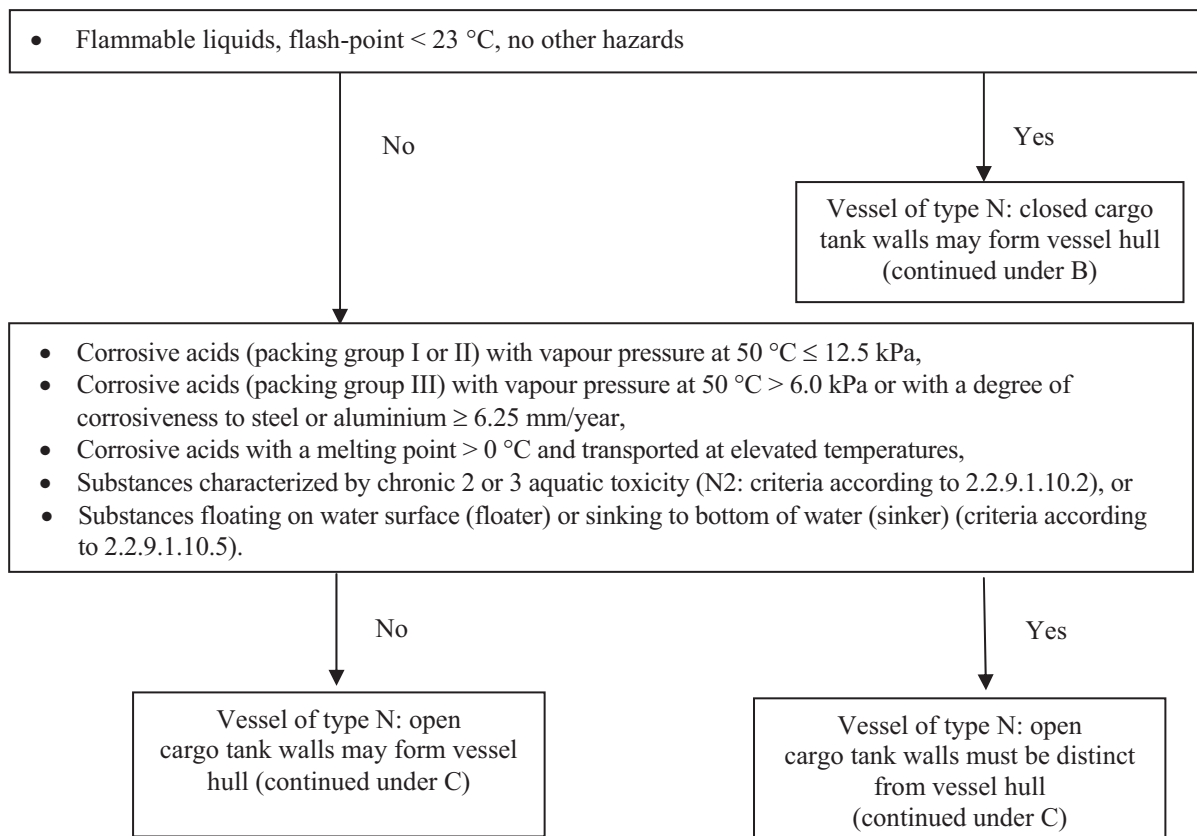 • Flammable liquids, flash-point < 23 °C, no other hazards
No
Yes
Vessel of type N: closed cargo
tank walls may form vessel hull
(continued under B)
• Corrosive acids (packing group I or II) with vapour pressure at 50 °C ≤ 12.5 kPa,
• Corrosive acids (packing group III) with vapour pressure at 50 °C > 6.0 kPa or with a degree of
corrosiveness to steel or aluminium ≥ 6.25 mm/year,
• Corrosive acids with a melting point > 0 °C and transported at elevated temperatures,
• Substances characterized by chronic 2 or 3 aquatic toxicity (N2: criteria according to 2.2.9.1.10.2), or
• Substances floating on water surface (floater) or sinking to bottom of water (sinker) (criteria according
to 2.2.9.1.10.5).
No
Yes
Vessel of type N: open
cargo tank walls may form vessel
hull (continued under C)
Vessel of type N: open
cargo tank walls must be distinct
from vessel hull
(continued under C)